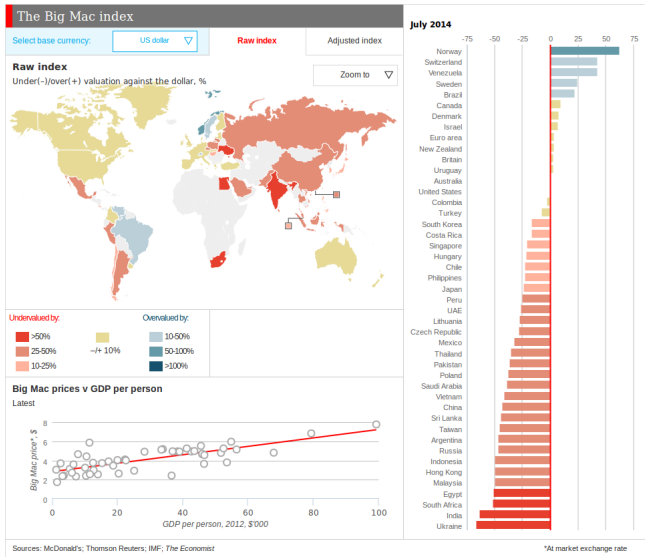 The Big Mac index
Select base currency:
US dollar
Raw index
Adjusted index
Raw index
Under(–)/over(+) valuation against the dollar, %
Zoom to
Undervalued by:
Overvalued by:
>50%
10-50%
25-50%
–/+ 10%
50-100%
10-25%
>100%
Big Mac prices v GDP per person
Latest
Big Mac price*, $
8
6
4
2
0
0
20
40
60
80
100
GDP per person, 2012, $'000
Sources: McDonald's; Thomson Reuters; IMF; The Economist
July 2014
-75
-50
-25
0
25
50
75
Norway
Switzerland
Venezuela
Sweden
Brazil
Canada
Denmark
Israel
Euro area
New Zealand
Britain
Uruguay
Australia
United States
Colombia
Turkey
South Korea
Costa Rica
Singapore
Hungary
Chile
Philippines
Japan
Peru
UAE
Lithuania
Czech Republic
Mexico
Thailand
Pakistan
Poland
Saudi Arabia
Vietnam
China
Sri Lanka
Taiwan
Argentina
Russia
Indonesia
Hong Kong
Malaysia
Egypt
South Africa
India
Ukraine
*At market exchange rate